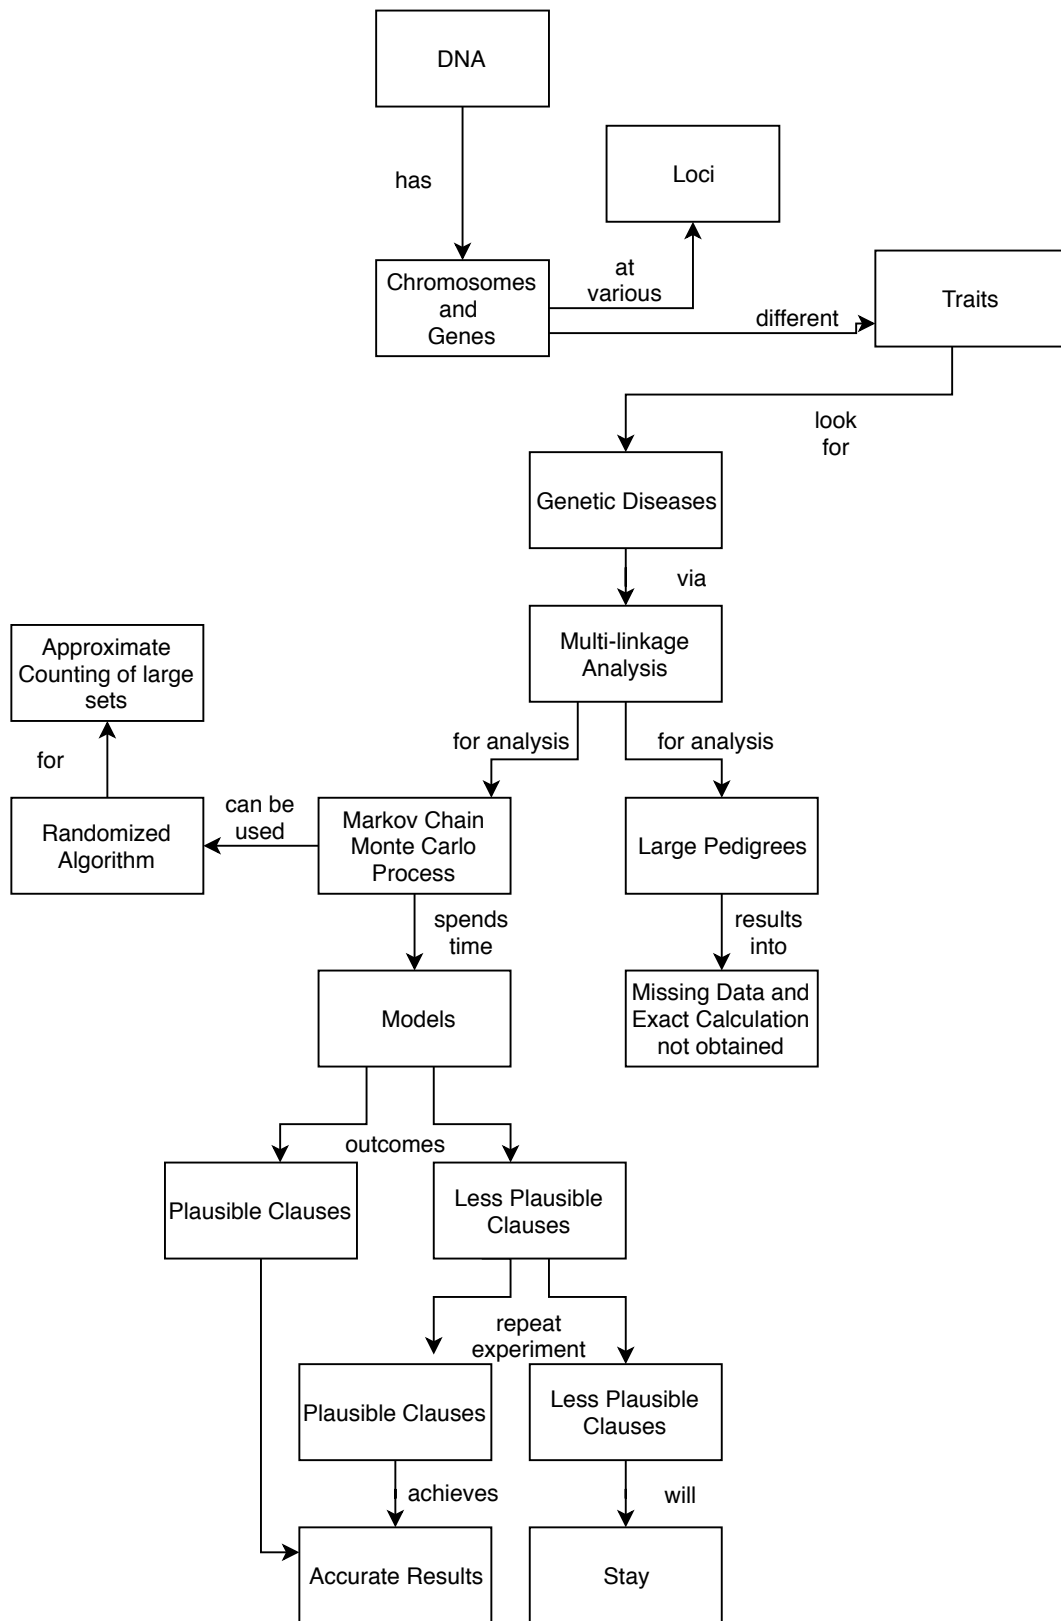 DNA
Loci
has
Chromosomes
and
Genes
at
various
different
Traits
look
for
Genetic Diseases
via
Multi-linkage
Analysis
Approximate
Counting of large
sets
for
for analysis
for analysis
Randomized
Algorithm
can be
used
Markov Chain
Monte Carlo
Process
Large Pedigrees
spends
time
results
into
Models
Missing Data and
Exact Calculation
not obtained
outcomes
Plausible Clauses
Less Plausible
Clauses
repeat
experiment
Plausible Clauses
Less Plausible
Clauses
achieves
will
Accurate Results
Stay